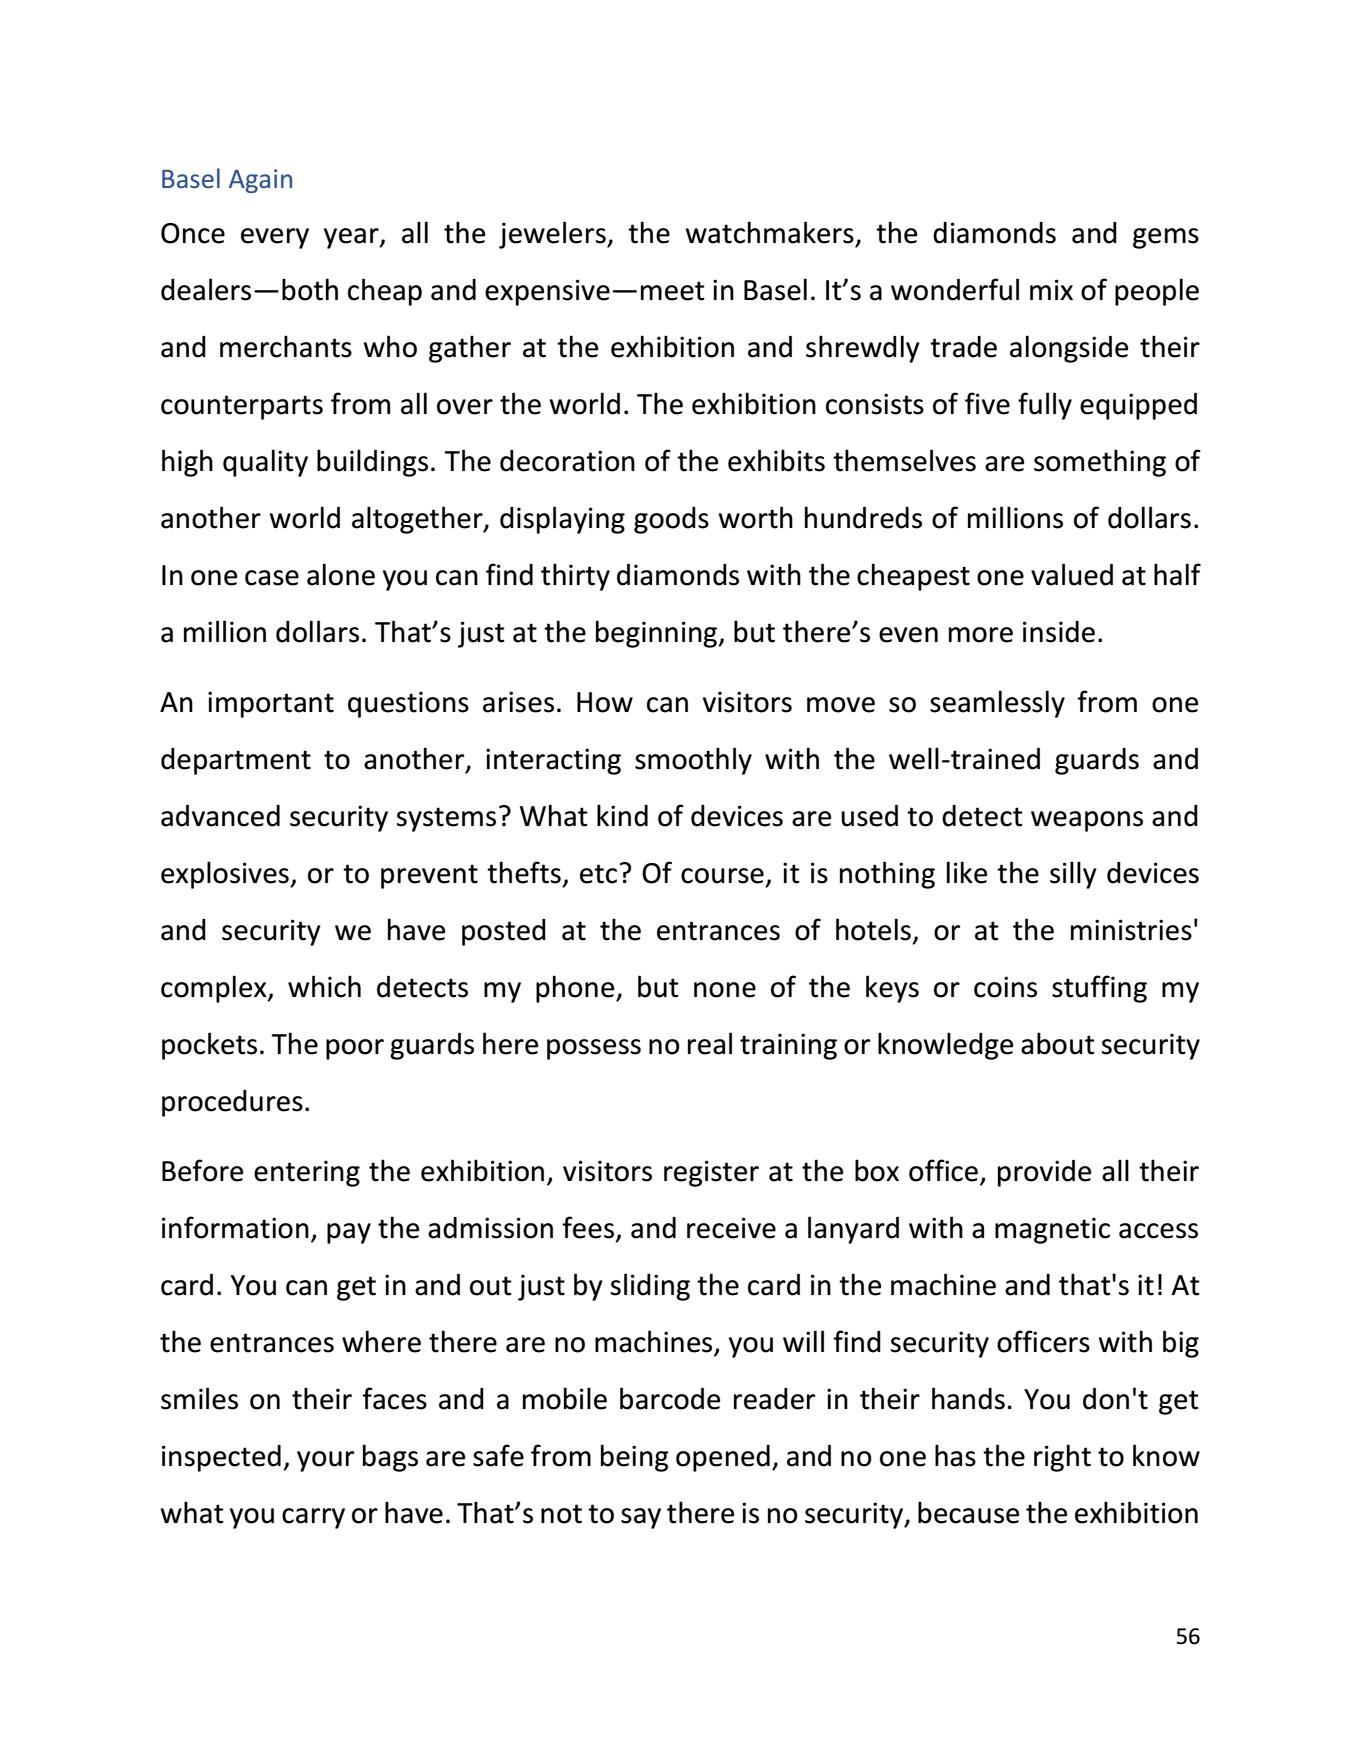 Basel Again
Once every year, all the jewelers, the watchmakers, the diamonds and gems
dealers—both cheap and expensive—meet in Basel. It’s a wonderful mix of people
and merchants who gather at the exhibition and shrewdly trade alongside their
counterparts from all over the world. The exhibition consists of five fully equipped
high quality buildings. The decoration of the exhibits themselves are something of
another world altogether, displaying goods worth hundreds of millions of dollars.
In one case alone you can find thirty diamonds with the cheapest one valued at half
a million dollars. That’s just at the beginning, but there’s even more inside.
An important questions arises. How can visitors move so seamlessly from one
department to another, interacting smoothly with the well-trained guards and
advanced security systems? What kind of devices are used to detect weapons and
explosives, or to prevent thefts, etc? Of course, it is nothing like the silly devices
and security we have posted at the entrances of hotels, or at the ministries'
complex, which detects my phone, but none of the keys or coins stuffing my
pockets. The poor guards here possess no real training or knowledge about security
procedures.
Before entering the exhibition, visitors register at the box office, provide all their
information, pay the admission fees, and receive a lanyard with a magnetic access
card. You can get in and out just by sliding the card in the machine and that's it! At
the entrances where there are no machines, you will find security officers with big
smiles on their faces and a mobile barcode reader in their hands. You don't get
inspected, your bags are safe from being opened, and no one has the right to know
what you carry or have. That’s not to say there is no security, because the exhibition
56